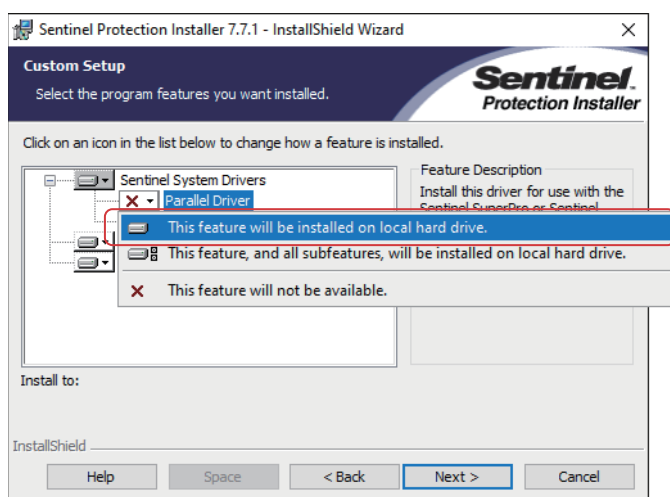 Sentinel Protection Installer 7.7.1 - InstallShield Wizard
Custom Setup
Select the program features you want installed.
Sentinel.
Protection Installer
Click on an icon in the list below to change how a feature is installed.
Sentinel System Drivers
Parallel Driver
Feature Description
Install this driver for use with the
Sentinel SuperPro or Sentinel
This feature will be installed on local hard drive.
This feature, and all subfeatures, will be installed on local hard drive.
This feature will not be available.
Install to:
InstallShield
Help
Space
< Back
Next >
Cancel